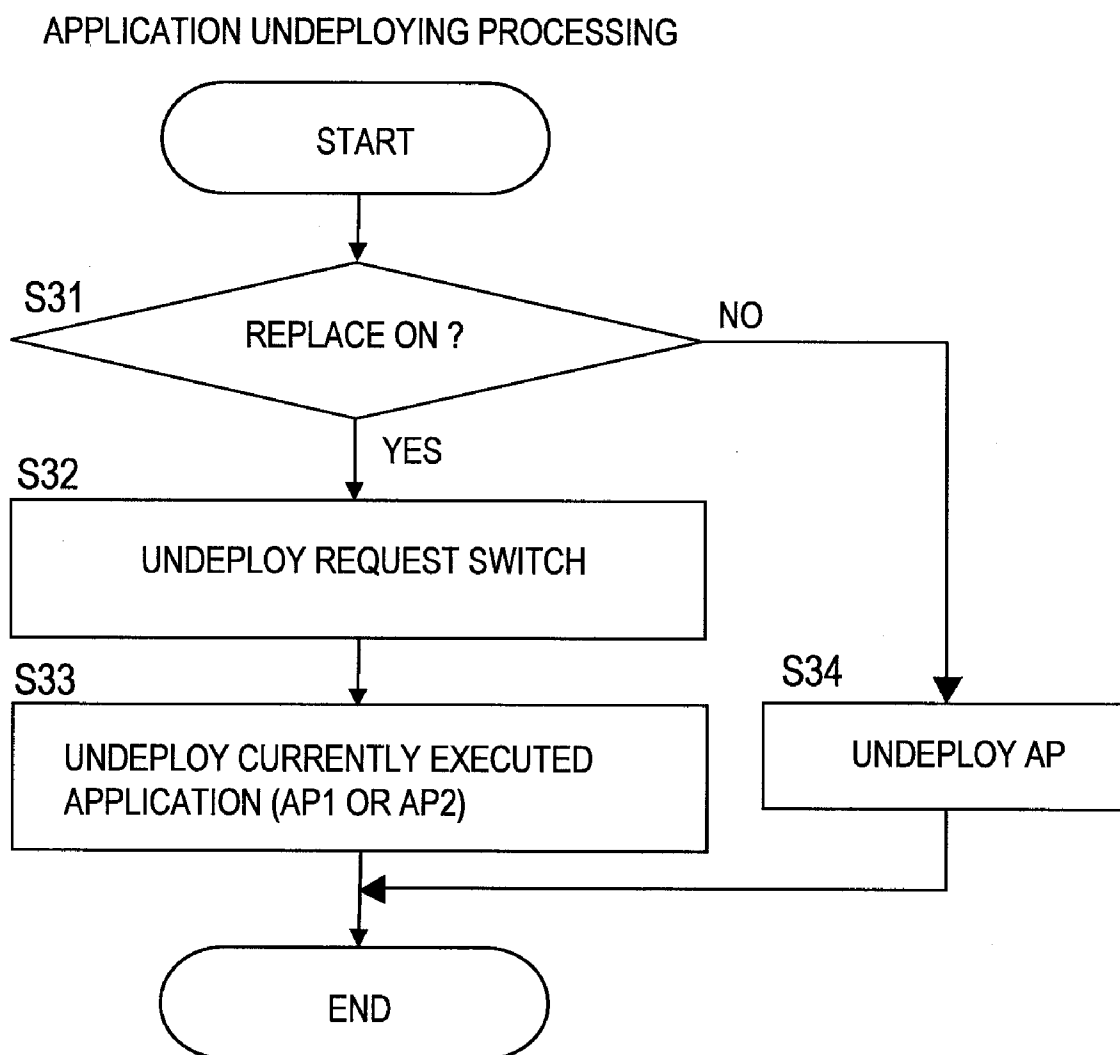 APPLICATION UNDEPLOYING PROCESSING
START
S31
REPLACE ON ?
NO
YES
S32
UNDEPLOY REQUEST SWITCH
S33
UNDEPLOY CURRENTLY EXECUTED
APPLICATION (AP1 OR AP2)
S34
UNDEPLOY AP
END